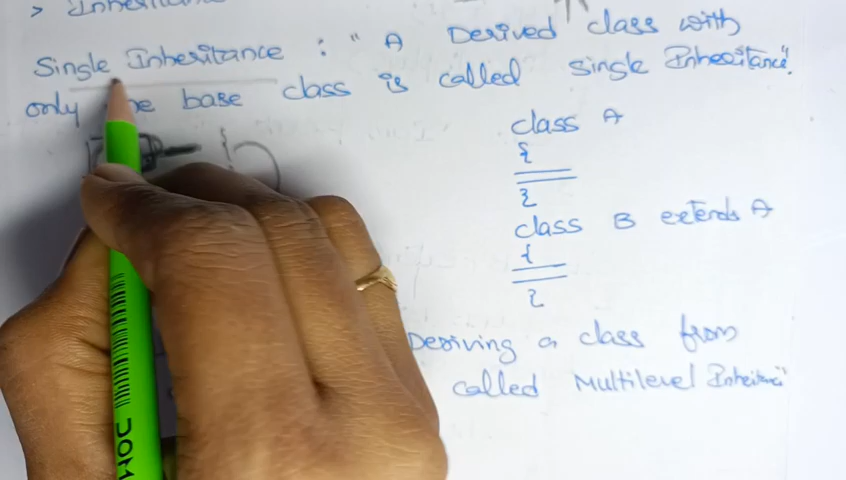 > Inheritance
Single Inheritance : " A Derived class with
only base class is called single Inheritance".
class A
{
}
class B extends A
{
}
Deriving a class from
called Multilevel Inheritance